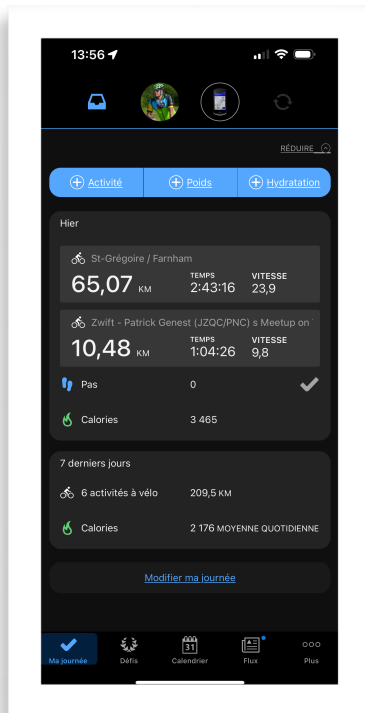 13:56
RÉDUIRE
Activité Poids Hydratation
Hier
St-Grégoire / Farnham
65,07 KM TEMPS 2:43:16 VITESSE 23,9
Zwift - Patrick Genest (JZQC/PNC) s Meetup on
10,48 KM TEMPS 1:04:26 VITESSE 9,8
Pas 0
Calories 3 465
7 derniers jours
6 activités à vélo 209,5 KM
Calories 2 176 MOYENNE QUOTIDIENNE
Modifier ma journée
31
Ma journée Défis Calendrier Flux Plus